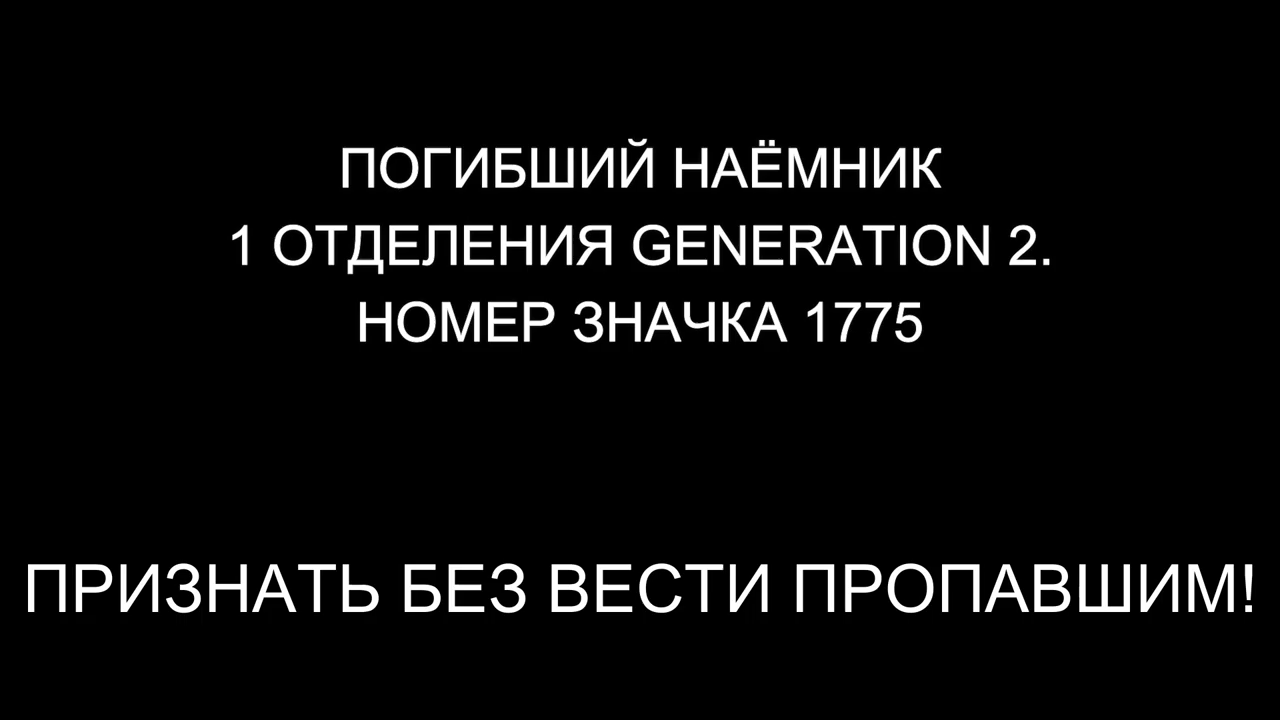 ПОГИБШИЙ НАЁМНИК
1 ОТДЕЛЕНИЯ GENERATION 2.
НОМЕР ЗНАЧКА 1775
ПРИЗНАТЬ БЕЗ ВЕСТИ ПРОПАВШИМ!